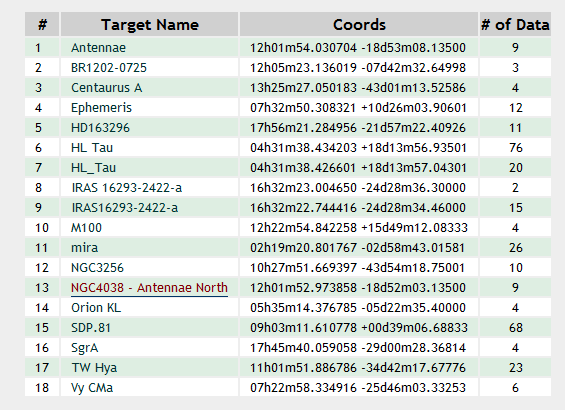 # Target Name Coords # of Data
1 Antennae 12h01m54.030704 -18d53m08.13500 9
2 BR1202-0725 12h05m23.136019 -07d42m32.64998 3
3 Centaurus A 13h25m27.050183 -43d01m13.52586 4
4 Ephemeris 07h32m50.308321 +10d26m03.90601 12
5 HD163296 17h56m21.284956 -21d57m22.40926 11
6 HL Tau 04h31m38.434203 +18d13m56.93501 76
7 HL_Tau 04h31m38.426601 +18d13m57.04301 20
8 IRAS 16293-2422-a 16h32m23.004650 -24d28m36.30000 2
9 IRAS16293-2422-a 16h32m22.744416 -24d28m34.46000 15
10 M100 12h22m54.842258 +15d49m12.08333 4
11 mira 02h19m20.801767 -02d58m43.01581 26
12 NGC3256 10h27m51.669397 -43d54m18.75001 10
13 NGC4038 - Antennae North 12h01m52.973858 -18d52m03.13500 9
14 Orion KL 05h35m14.376785 -05d22m35.40000 4
15 SDP.81 09h03m11.610778 +00d39m06.68833 68
16 SgrA 17h45m40.059058 -29d00m28.36814 4
17 TW Hya 11h01m51.886786 -34d42m17.67776 23
18 Vy CMa 07h22m58.334916 -25d46m03.33253 6